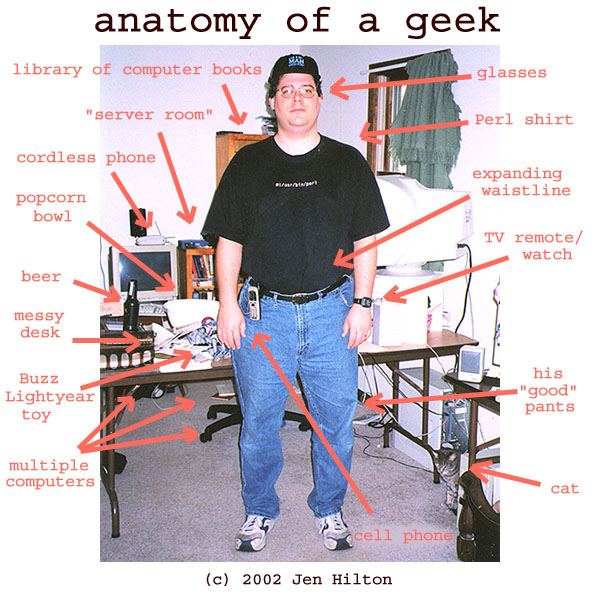 anatomy of a geek
library of computer books
glasses
"server room"
Perl shirt
cordless phone
expanding
waistline
popcorn
bowl
#!/usr/bin/perl
TV remote/
watch
beer
messy
desk
Buzz
Lightyear
toy
his
"good"
pants
multiple
computers
cat
cell phone
(c) 2002 Jen Hilton